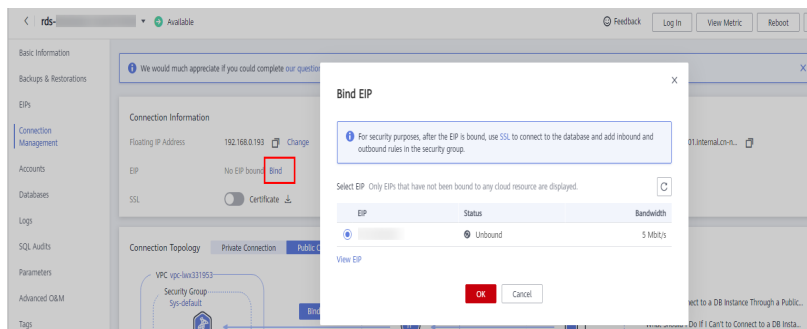 rds-
Available
Feedback
Log In
View Metric
Reboot
Basic Information
Backups & Restorations
EIPs
Connection
Management
Accounts
Databases
Logs
SQL Audits
Parameters
Advanced O&M
Tags
We would much appreciate if you could complete our question
Connection Information
Floating IP Address 192.168.0.193 Change
01.internal.cn-n...
EIP No EIP bound Bind
SSL Certificate
Connection Topology Private Connection Public C
VPC vpc-lwx331953
Security Group
Sys-default
Bind
Bind EIP
For security purposes, after the EIP is bound, use SSL to connect to the database and add inbound and
outbound rules in the security group.
Select EIP Only EIPs that have not been bound to any cloud resource are displayed.
EIP Status Bandwidth
Unbound 5 Mbit/s
View EIP
OK Cancel
ect to a DB Instance Through a Public...
Do If I Can't to Connect to a DB Insta...